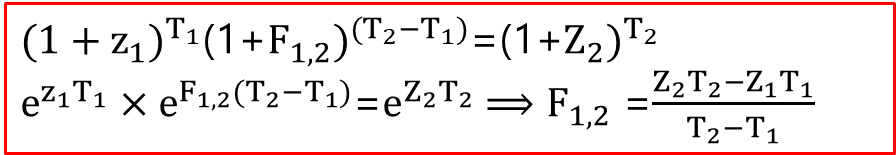 (1 + z₁)^T₁(1+F₁,₂)^(T₂−T₁)=(1+Z₂)^T₂
e^z₁T₁ × e^F₁,₂(T₂−T₁)=e^Z₂T₂ ⟹ F₁,₂ =(Z₂T₂−Z₁T₁)/(T₂−T₁)